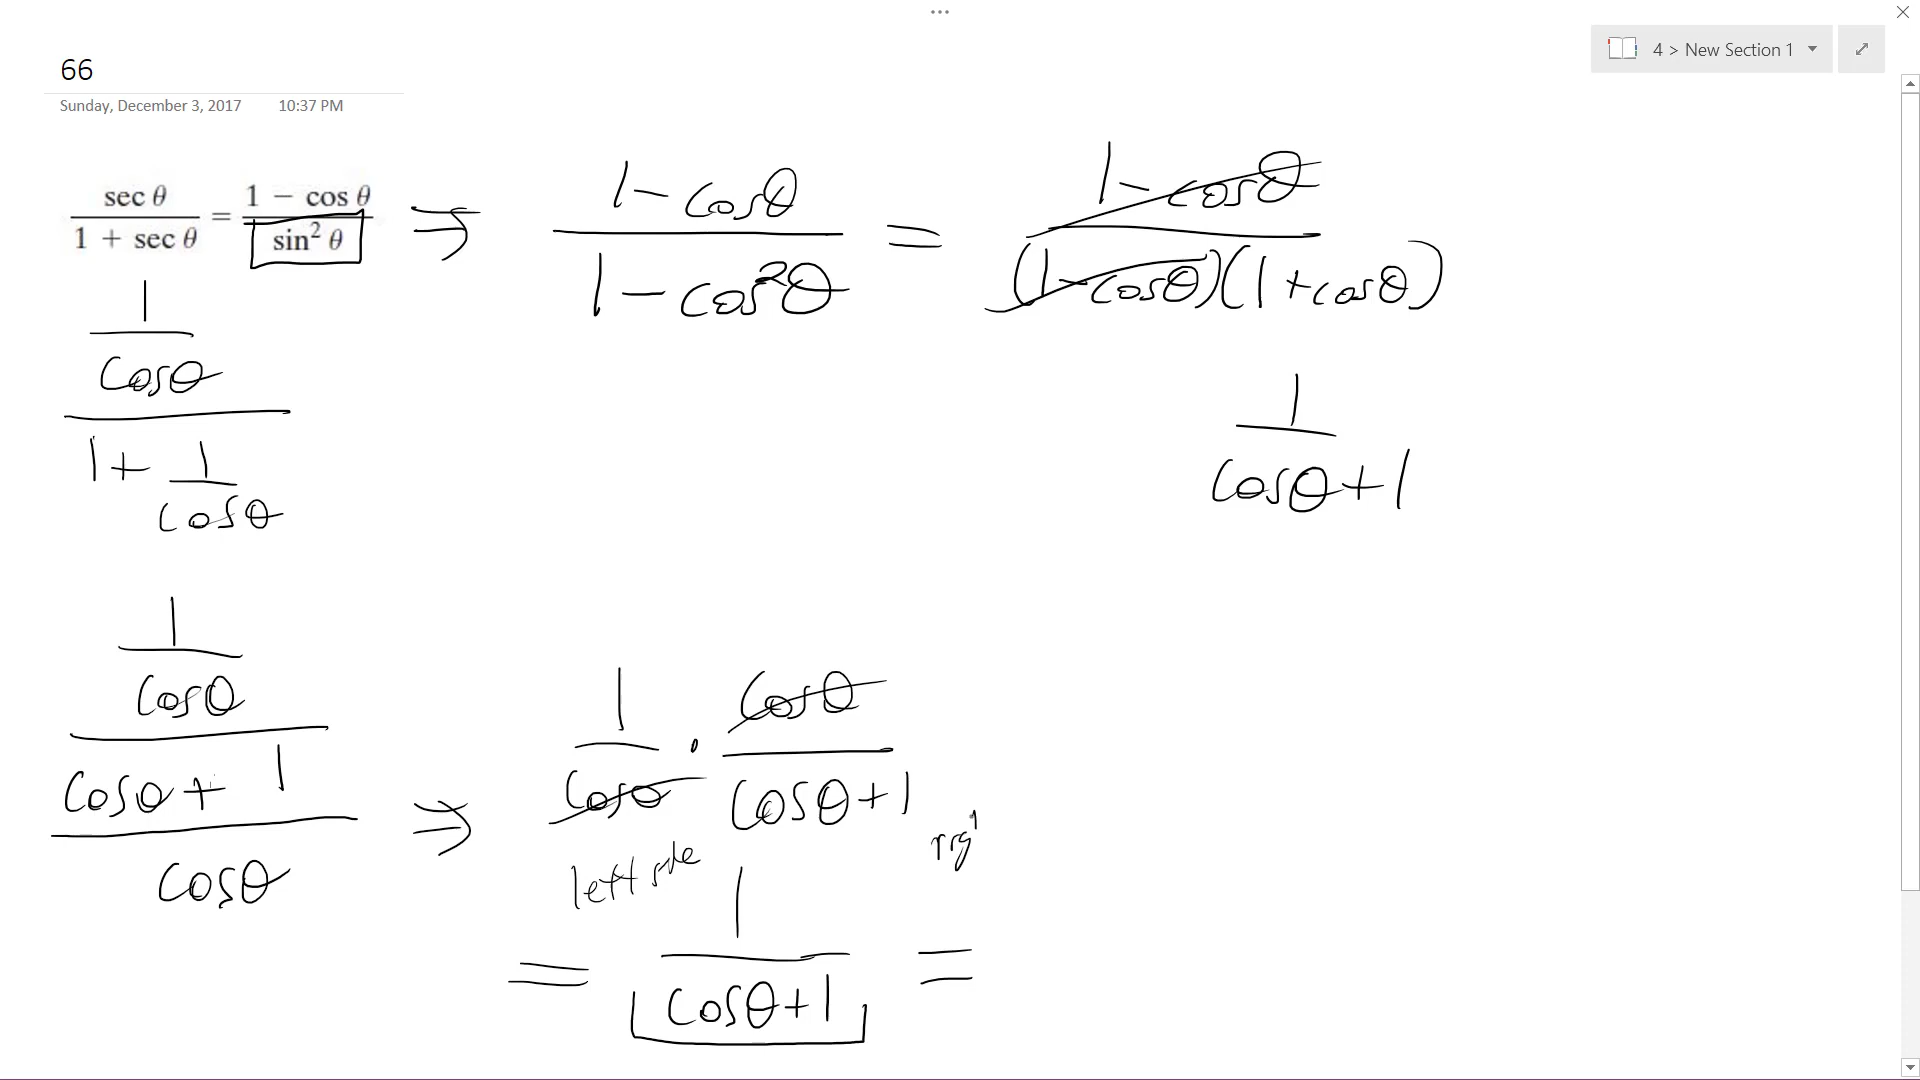 4 > New Section 1
66
Sunday, December 3, 2017 10:37 PM
sec θ / 1 + sec θ = 1 − cos θ / sin² θ ⇒ 1 − cosθ / 1 − cos²θ = 1 − cosθ / (1 − cosθ)(1 + cosθ)
1 / cosθ
1 + 1 / cosθ
1 / cosθ + 1
1 / cosθ
cosθ + 1 / cosθ ⇒ 1 / cosθ · cosθ / cosθ + 1
left side rig
= 1 / cosθ + 1 =